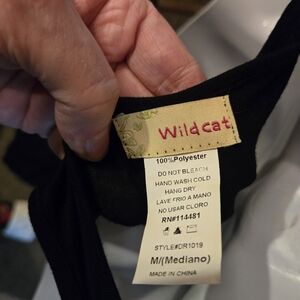 Wildcat
100%Polyester
DO NOT BLEACH
HAND WASH COLD
HANG DRY
LAVE FRIO A MANO
NO USAR CLORO
RN#114481
STYLE#DR1019
M/(Mediano)
MADE IN CHINA